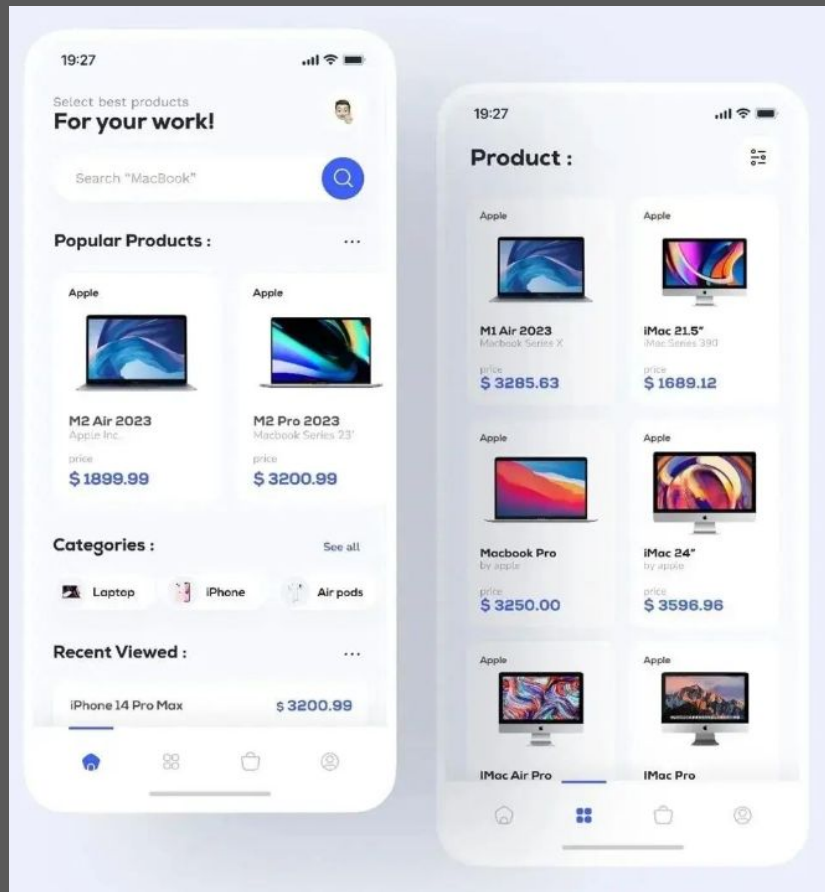 19:27
Select best products
For your work!
Search “MacBook”
Popular Products :
...
Apple
M2 Air 2023
Apple Inc.
price
$ 1899.99
Apple
M2 Pro 2023
Macbook Series 23'
price
$ 3200.99
Categories :
See all
Laptop
iPhone
Air pods
Recent Viewed :
...
iPhone 14 Pro Max
$ 3200.99
19:27
Product :
Apple
M1 Air 2023
Macbook Series X
price
$ 3285.63
Apple
iMac 21.5"
iMac Series 390
price
$ 1689.12
Apple
Macbook Pro
by apple
price
$ 3250.00
Apple
iMac 24"
by apple
price
$ 3596.96
Apple
IMac Air Pro
Apple
IMac Pro